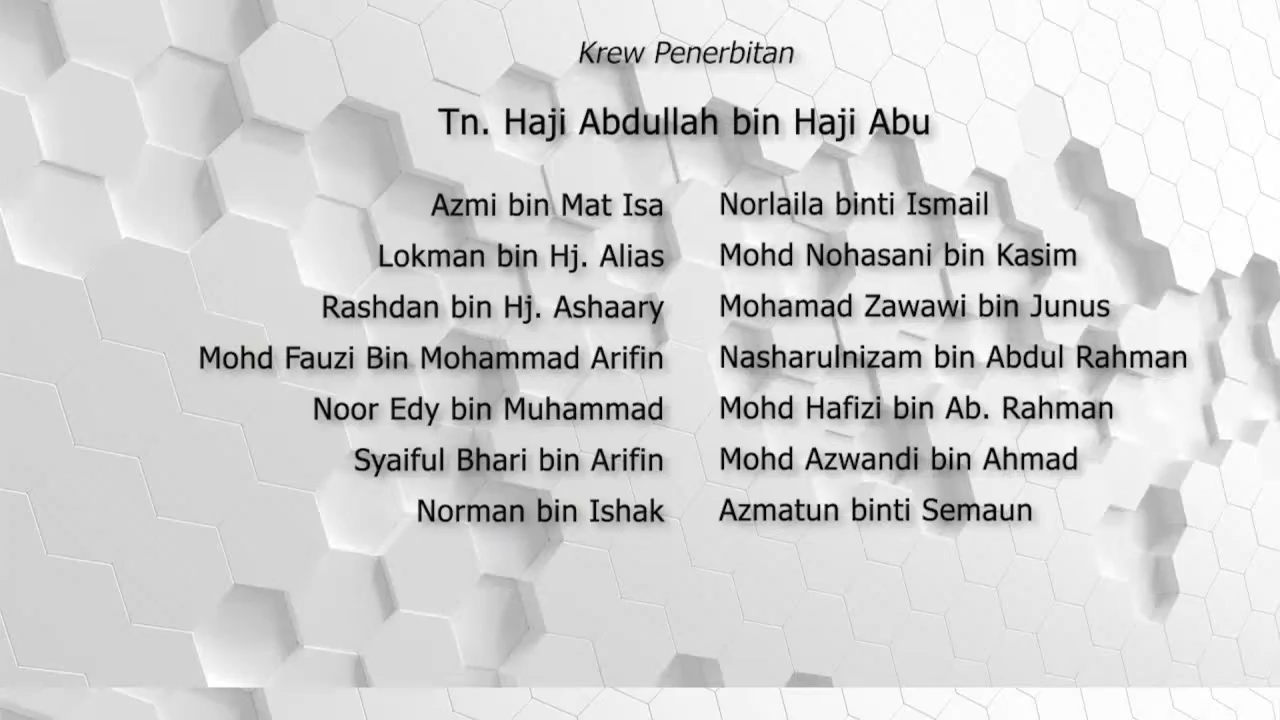 Krew Penerbitan
Tn. Haji Abdullah bin Haji Abu
Azmi bin Mat Isa
Lokman bin Hj. Alias
Rashdan bin Hj. Ashaary
Mohd Fauzi Bin Mohammad Arifin
Noor Edy bin Muhammad
Syaiful Bhari bin Arifin
Norman bin Ishak
Norlaila binti Ismail
Mohd Nohasani bin Kasim
Mohamad Zawawi bin Junus
Nasharulnizam bin Abdul Rahman
Mohd Hafizi bin Ab. Rahman
Mohd Azwandi bin Ahmad
Azmatun binti Semaun